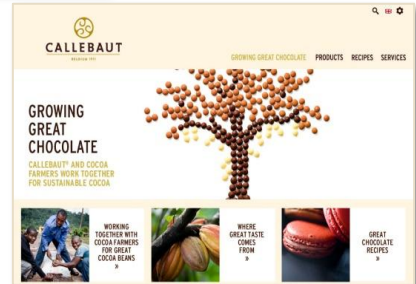 CALLEBAUT
BELGIUM 1911
GROWING GREAT CHOCOLATE PRODUCTS RECIPES SERVICES
GROWING
GREAT
CHOCOLATE
CALLEBAUT® AND COCOA
FARMERS WORK TOGETHER
FOR SUSTAINABLE COCOA
WORKING
TOGETHER WITH
COCOA FARMERS
FOR GREAT
COCOA BEANS
»
WHERE
GREAT TASTE
COMES
FROM
»
GREAT
CHOCOLATE
RECIPES
»